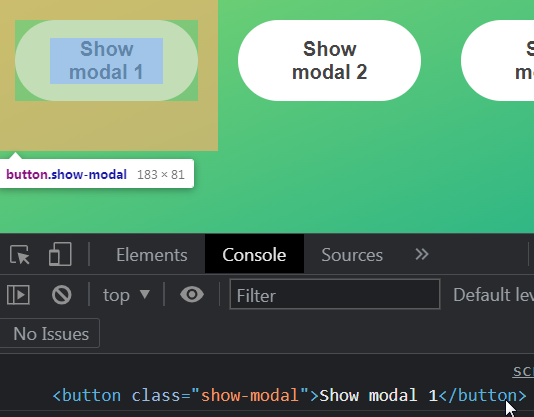 Show
modal 1
Show
modal 2
button.show-modal 183 × 81
Elements Console Sources »
top ▼ Filter Default lev
No Issues
<button class="show-modal">Show modal 1</button>